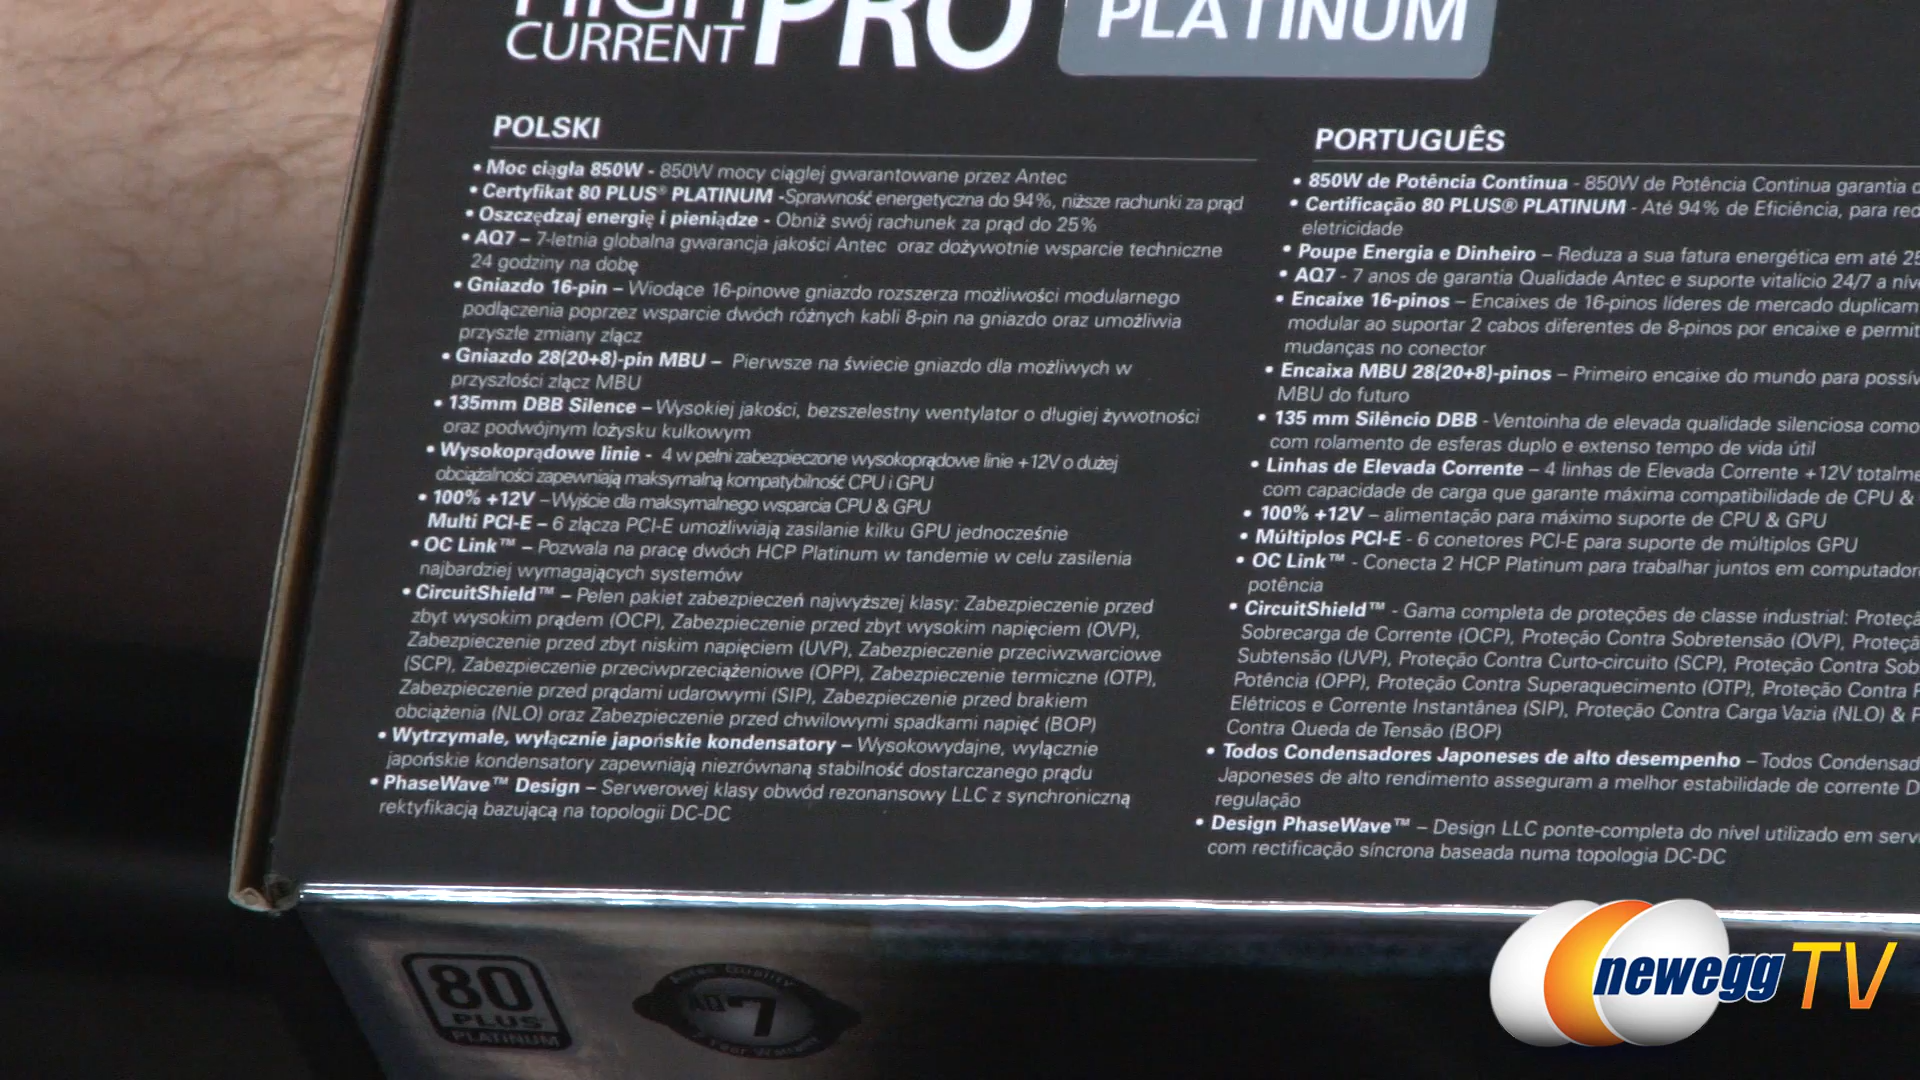 HIGH
CURRENT PRO PLATINUM
POLSKI
• Moc ciągła 850W - 850W mocy ciągłej gwarantowane przez Antec
• Certyfikat 80 PLUS® PLATINUM -Sprawność energetyczna do 94%, niższe rachunki za prąd
• Oszczędzaj energię i pieniądze - Obniż swój rachunek za prąd do 25%
• AQ7 – 7-letnia globalna gwarancja jakości Antec oraz dożywotnie wsparcie techniczne
24 godziny na dobę
• Gniazdo 16-pin – Wiodące 16-pinowe gniazdo rozszerza możliwości modularnego
podłączenia poprzez wsparcie dwóch różnych kabli 8-pin na gniazdo oraz umożliwia
przyszłe zmiany złącz
• Gniazdo 28(20+8)-pin MBU – Pierwsze na świecie gniazdo dla możliwych w
przyszłości złącz MBU
• 135mm DBB Silence – Wysokiej jakości, bezszelestny wentylator o długiej żywotności
oraz podwójnym łożysku kulkowym
• Wysokoprądowe linie - 4 w pełni zabezpieczone wysokoprądowe linie +12V o dużej
obciążalności zapewniają maksymalną kompatybilność CPU i GPU
• 100% +12V – Wyjście dla maksymalnego wsparcia CPU & GPU
Multi PCI-E – 6 złącza PCI-E umożliwiają zasilanie kilku GPU jednocześnie
• OC Link™ – Pozwala na pracę dwóch HCP Platinum w tandemie w celu zasilenia
najbardziej wymagających systemów
• CircuitShield™ – Pełen pakiet zabezpieczeń najwyższej klasy: Zabezpieczenie przed
zbyt wysokim prądem (OCP), Zabezpieczenie przed zbyt wysokim napięciem (OVP),
Zabezpieczenie przed zbyt niskim napięciem (UVP), Zabezpieczenie przeciwzwarciowe
(SCP), Zabezpieczenie przeciwprzeciążeniowe (OPP), Zabezpieczenie termiczne (OTP),
Zabezpieczenie przed prądami udarowymi (SIP), Zabezpieczenie przed brakiem
obciążenia (NLO) oraz Zabezpieczenie przed chwilowymi spadkami napięć (BOP)
• Wytrzymałe, wyłącznie japońskie kondensatory – Wysokowydajne, wyłącznie
japońskie kondensatory zapewniają niezrównaną stabilność dostarczanego prądu
• PhaseWave™ Design – Serwerowej klasy obwód rezonansowy LLC z synchroniczną
rektyfikacją bazującą na topologii DC-DC
PORTUGUÊS
• 850W de Potência Contínua - 850W de Potência Contínua garantia
• Certificação 80 PLUS® PLATINUM - Até 94% de Eficiência, para
eletricidade
• Poupe Energia e Dinheiro – Reduza a sua fatura energética em até
• AQ7 - 7 anos de garantia Qualidade Antec e suporte vitalício 24/7 a
• Encaixe 16-pinos – Encaixes de 16-pinos líderes de mercado duplicam
modular ao suportar 2 cabos diferentes de 8-pinos por encaixe e
mudanças no conector
• Encaixa MBU 28(20+8)-pinos – Primeiro encaixe do mundo para
MBU do futuro
• 135 mm Silêncio DBB - Ventoinha de elevada qualidade silenciosa como
com rolamento de esferas duplo e extenso tempo de vida útil
• Linhas de Elevada Corrente – 4 linhas de Elevada Corrente +12V
com capacidade de carga que garante máxima compatibilidade de CPU &
• 100% +12V – alimentação para máximo suporte de CPU & GPU
• Múltiplos PCI-E - 6 conetores PCI-E para suporte de múltiplos GPU
• OC Link™ - Conecta 2 HCP Platinum para trabalhar juntos em
potência
• CircuitShield™ - Gama completa de proteções de classe industrial:
Sobrecarga de Corrente (OCP), Proteção Contra Sobretensão (OVP),
Subtensão (UVP), Proteção Contra Curto-circuito (SCP), Proteção Contra
Potência (OPP), Proteção Contra Superaquecimento (OTP), Proteção Contra
Elétricos e Corrente Instantânea (SIP), Proteção Contra Carga Vazia (NLO) &
Contra Queda de Tensão (BOP)
• Todos Condensadores Japoneses de alto desempenho – Todos
Japoneses de alto rendimento asseguram a melhor estabilidade de corrente
regulação
• Design PhaseWave™ – Design LLC ponte-completa do nível utilizado em
com rectificação síncrona baseada numa topologia DC-DC
80
PLUS
PLATINUM
Antec Quality
AQ 7
Year
newegg TV